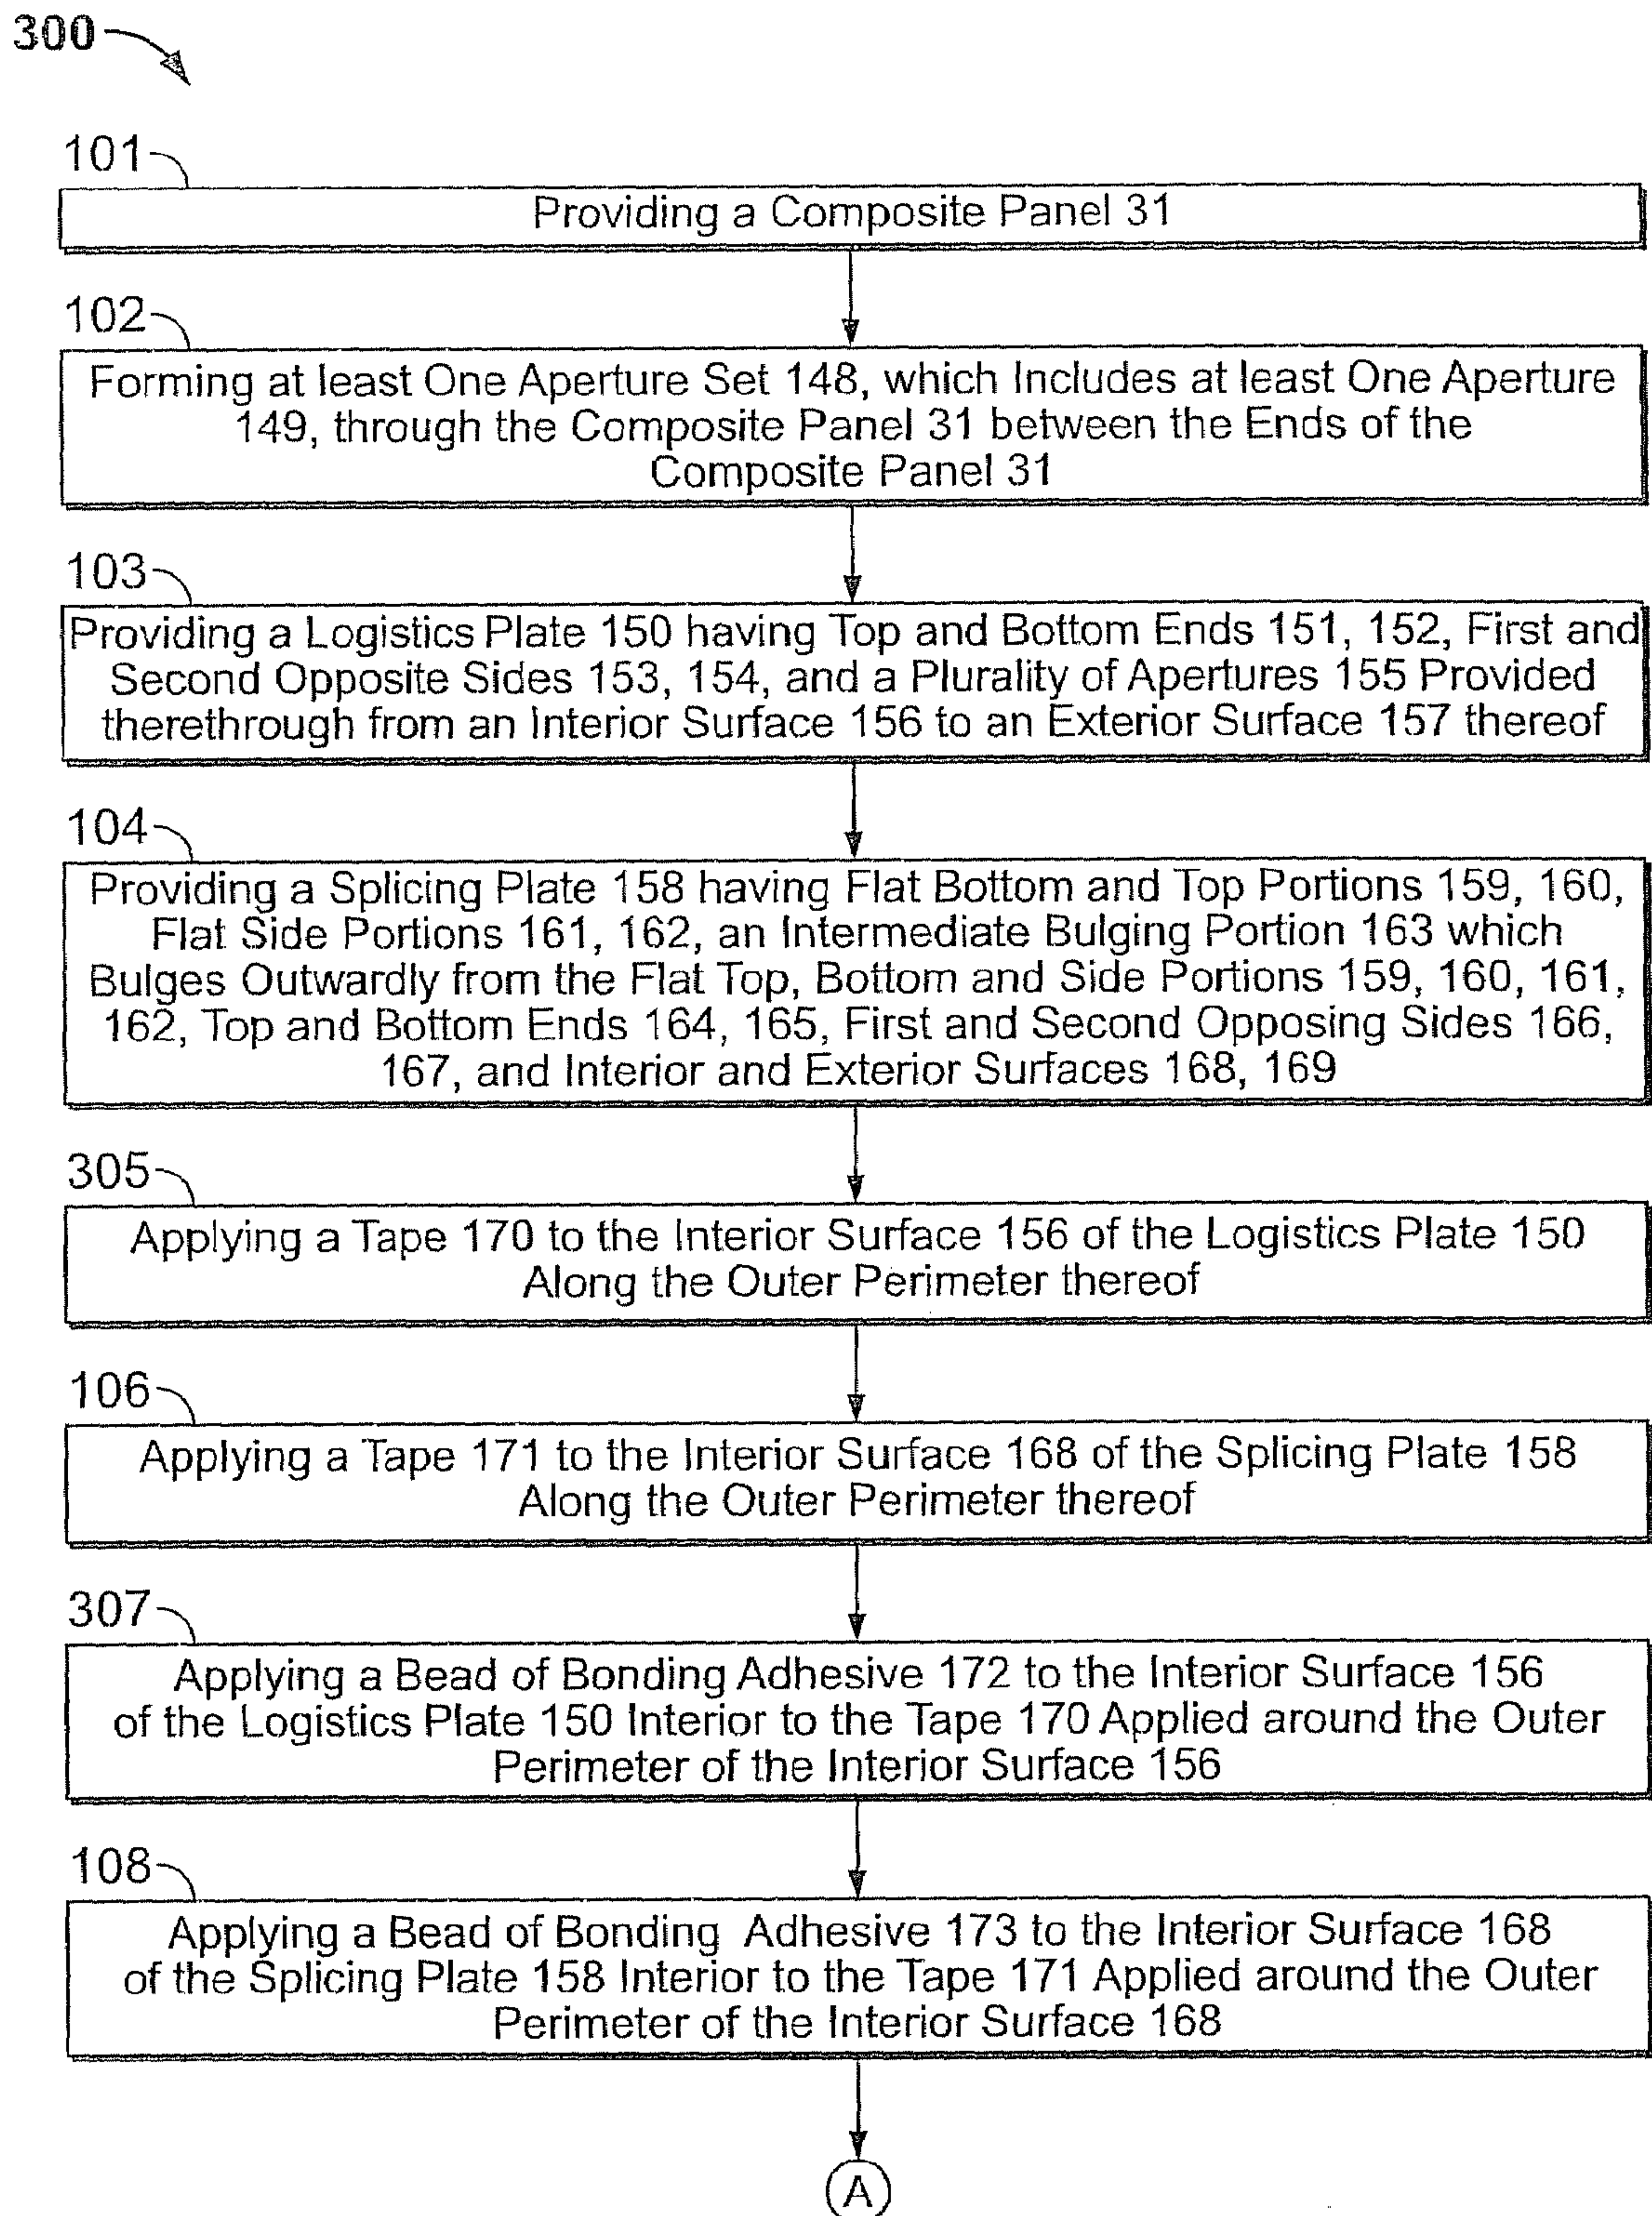 300
101
Providing a Composite Panel 31
102
Forming at least One Aperture Set 148, which Includes at least One Aperture
149, through the Composite Panel 31 between the Ends of the
Composite Panel 31
103
Providing a Logistics Plate 150 having Top and Bottom Ends 151, 152, First and
Second Opposite Sides 153, 154, and a Plurality of Apertures 155 Provided
therethrough from an Interior Surface 156 to an Exterior Surface 157 thereof
104
Providing a Splicing Plate 158 having Flat Bottom and Top Portions 159, 160,
Flat Side Portions 161, 162, an Intermediate Bulging Portion 163 which
Bulges Outwardly from the Flat Top, Bottom and Side Portions 159, 160, 161,
162, Top and Bottom Ends 164, 165, First and Second Opposing Sides 166,
167, and Interior and Exterior Surfaces 168, 169
305
Applying a Tape 170 to the Interior Surface 156 of the Logistics Plate 150
Along the Outer Perimeter thereof
106
Applying a Tape 171 to the Interior Surface 168 of the Splicing Plate 158
Along the Outer Perimeter thereof
307
Applying a Bead of Bonding Adhesive 172 to the Interior Surface 156
of the Logistics Plate 150 Interior to the Tape 170 Applied around the Outer
Perimeter of the Interior Surface 156
108
Applying a Bead of Bonding Adhesive 173 to the Interior Surface 168
of the Splicing Plate 158 Interior to the Tape 171 Applied around the Outer
Perimeter of the Interior Surface 168
A